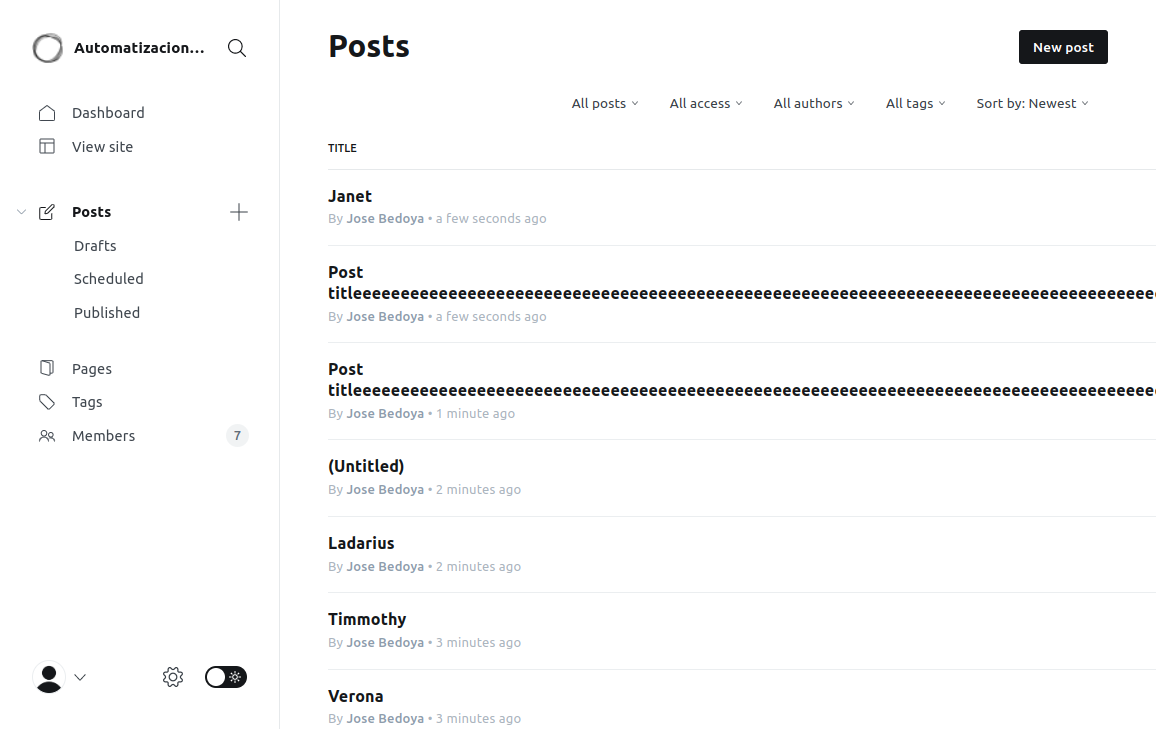 Automatizacion...
Dashboard
View site
Posts
Drafts
Scheduled
Published
Pages
Tags
Members 7
Posts
New post
All posts All access All authors All tags Sort by: Newest
TITLE
Janet
By Jose Bedoya • a few seconds ago
Post
titleeeeeeeeeeeeeeeeeeeeeeeeeeeeeeeeeeeeeeeeeeeeeeeeeeeeeeeeeeeeeeeeeeeeeeeeeeeeeee
By Jose Bedoya • a few seconds ago
Post
titleeeeeeeeeeeeeeeeeeeeeeeeeeeeeeeeeeeeeeeeeeeeeeeeeeeeeeeeeeeeeeeeeeeeeeeeeeeeeee
By Jose Bedoya • 1 minute ago
(Untitled)
By Jose Bedoya • 2 minutes ago
Ladarius
By Jose Bedoya • 2 minutes ago
Timmothy
By Jose Bedoya • 3 minutes ago
Verona
By Jose Bedoya • 3 minutes ago